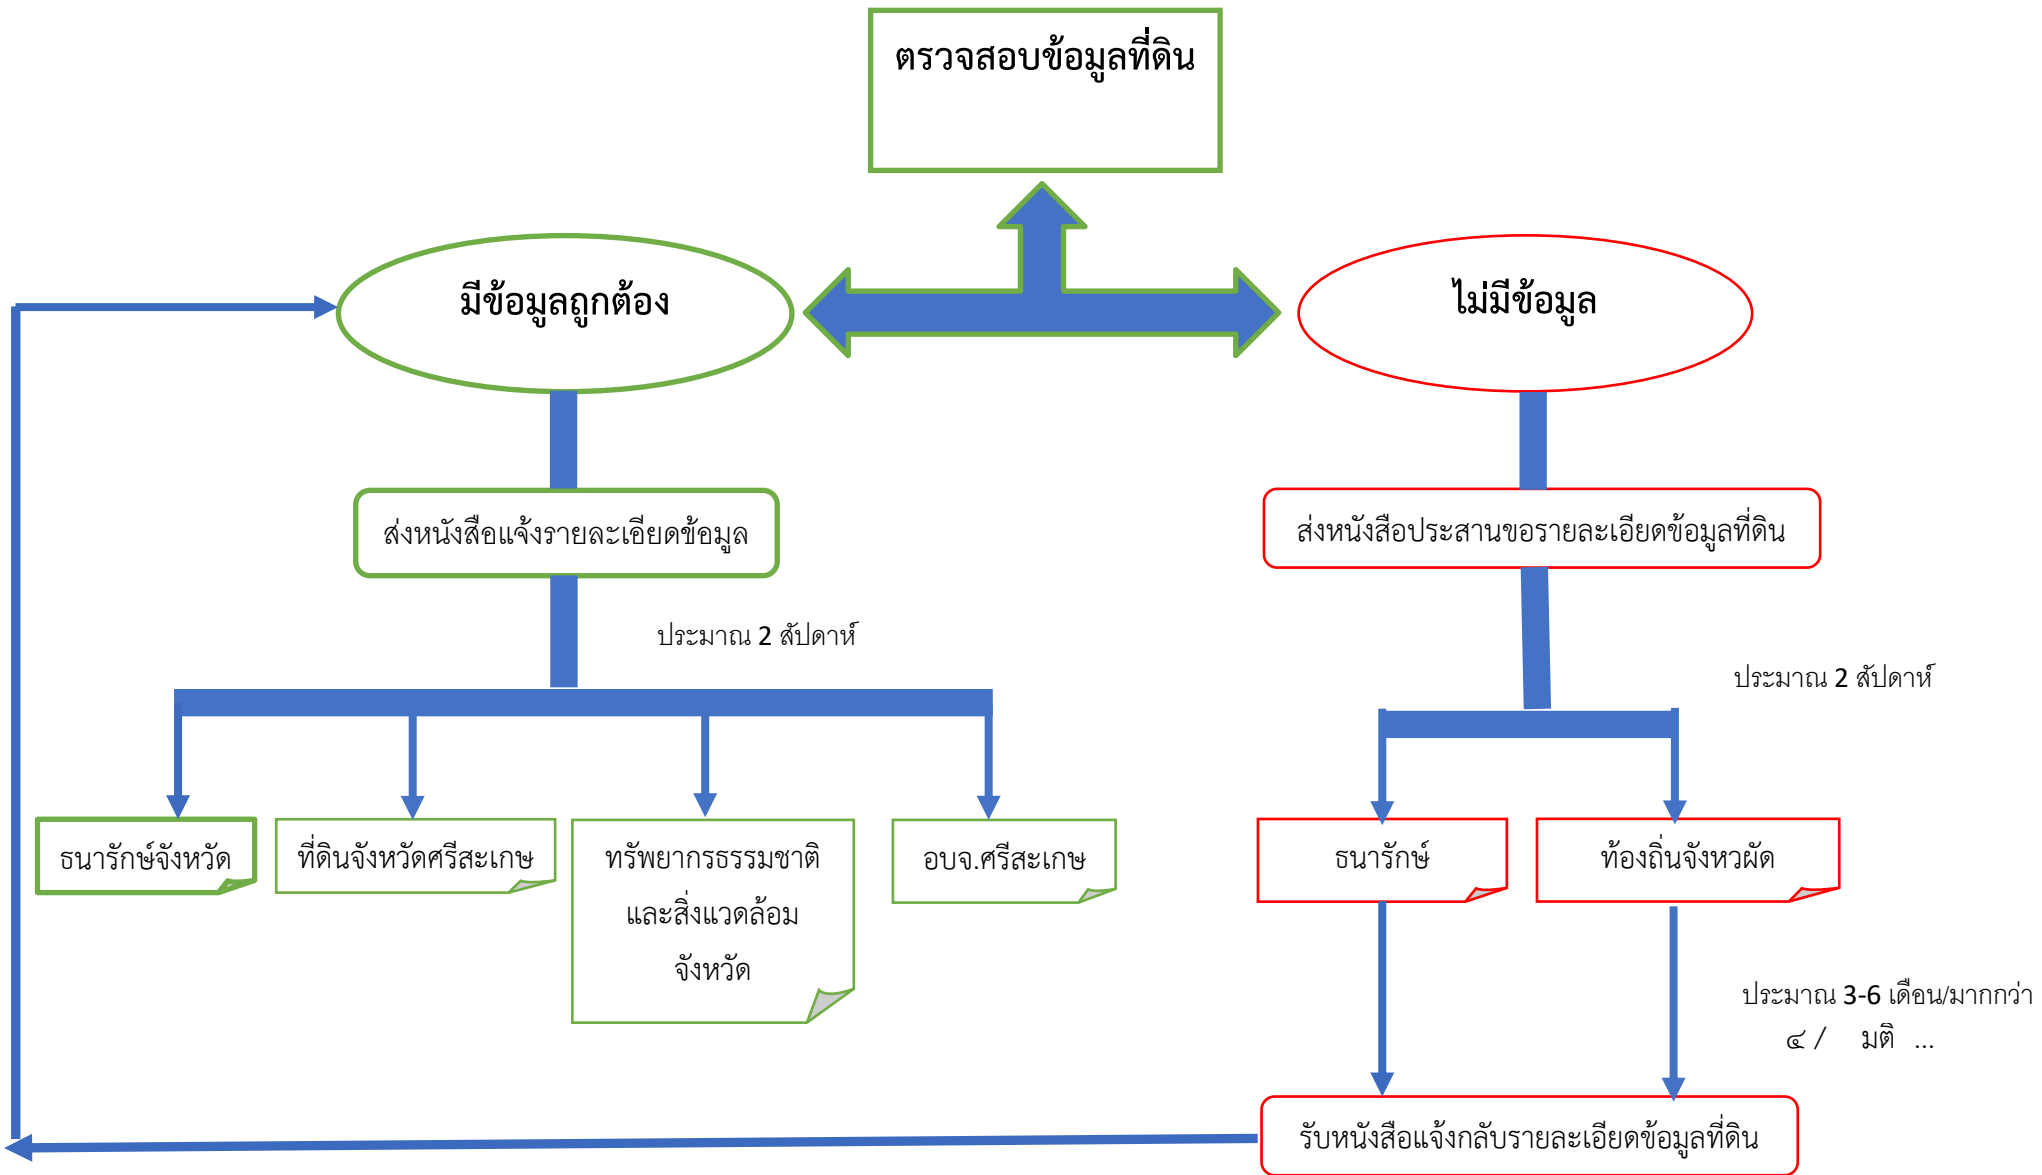 ตรวจสอบข้อมูลที่ดิน
มีข้อมูลถูกต้อง
ไม่มีข้อมูล
ส่งหนังสือแจ้งรายละเอียดข้อมูล
ส่งหนังสือประสานขอรายละเอียดข้อมูลที่ดิน
ประมาณ 2 สัปดาห์
ประมาณ 2 สัปดาห์
ธนารักษ์จังหวัด
ที่ดินจังหวัดศรีสะเกษ
ทรัพยากรธรรมชาติ
และสิ่งแวดล้อม
จังหวัด
อบจ.ศรีสะเกษ
ธนารักษ์
ท้องถิ่นจังหวผัด
ประมาณ 3-6 เดือน/มากกว่า
๔ / มติ ...
รับหนังสือแจ้งกลับรายละเอียดข้อมูลที่ดิน